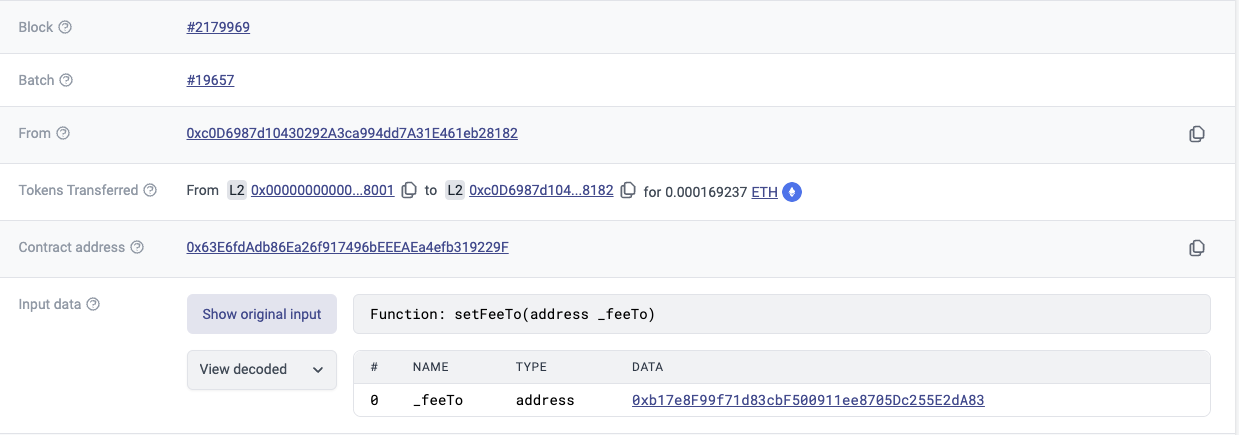 Block #2179969
Batch #19657
From 0xc0D6987d10430292A3ca994dd7A31E461eb28182
Tokens Transferred From L2 0x00000000000...8001 to L2 0xc0D6987d104...8182 for 0.000169237 ETH
Contract address 0x63E6fdAdb86Ea26f917496bEEEAEa4efb319229F
Input data Show original input Function: setFeeTo(address _feeTo)
View decoded # NAME TYPE DATA
0 _feeTo address 0xb17e8F99f71d83cbF500911ee8705Dc255E2dA83